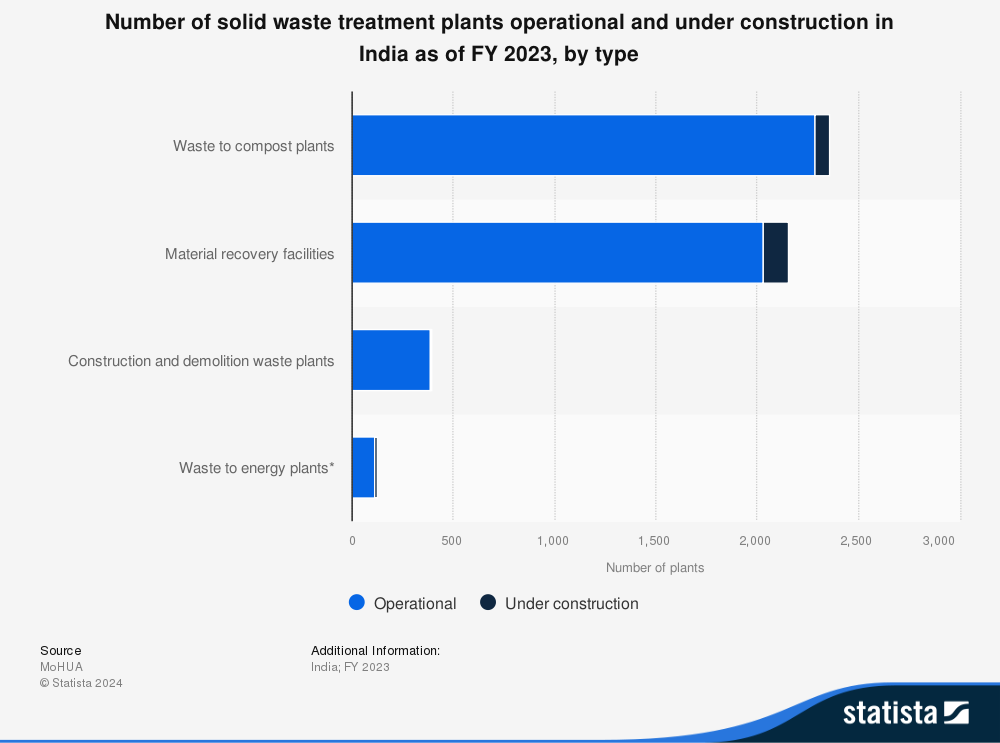 Number of solid waste treatment plants operational and under construction in
India as of FY 2023, by type
Waste to compost plants
Material recovery facilities
Construction and demolition waste plants
Waste to energy plants*
0 500 1,000 1,500 2,000 2,500 3,000
Number of plants
Operational Under construction
Source
MoHUA
© Statista 2024
Additional Information:
India; FY 2023
statista